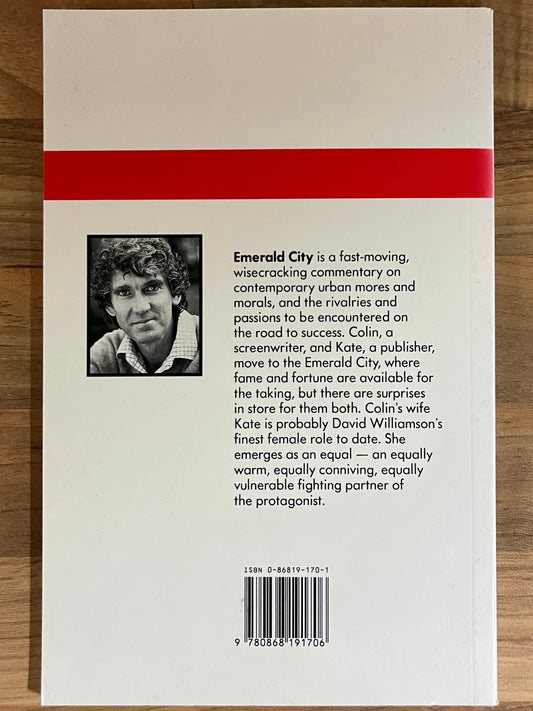 Emerald City is a fast-moving,
wisecracking commentary on
contemporary urban mores and
morals, and the rivalries and
passions to be encountered on
the road to success. Colin, a
screenwriter, and Kate, a publisher,
move to the Emerald City, where
fame and fortune are available for
the taking, but there are surprises
in store for them both. Colin's wife
Kate is probably David Williamson's
finest female role to date. She
emerges as an equal — an equally
warm, equally conniving, equally
vulnerable fighting partner of
the protagonist.
ISBN 0-86819-170-1
9 780868 191706